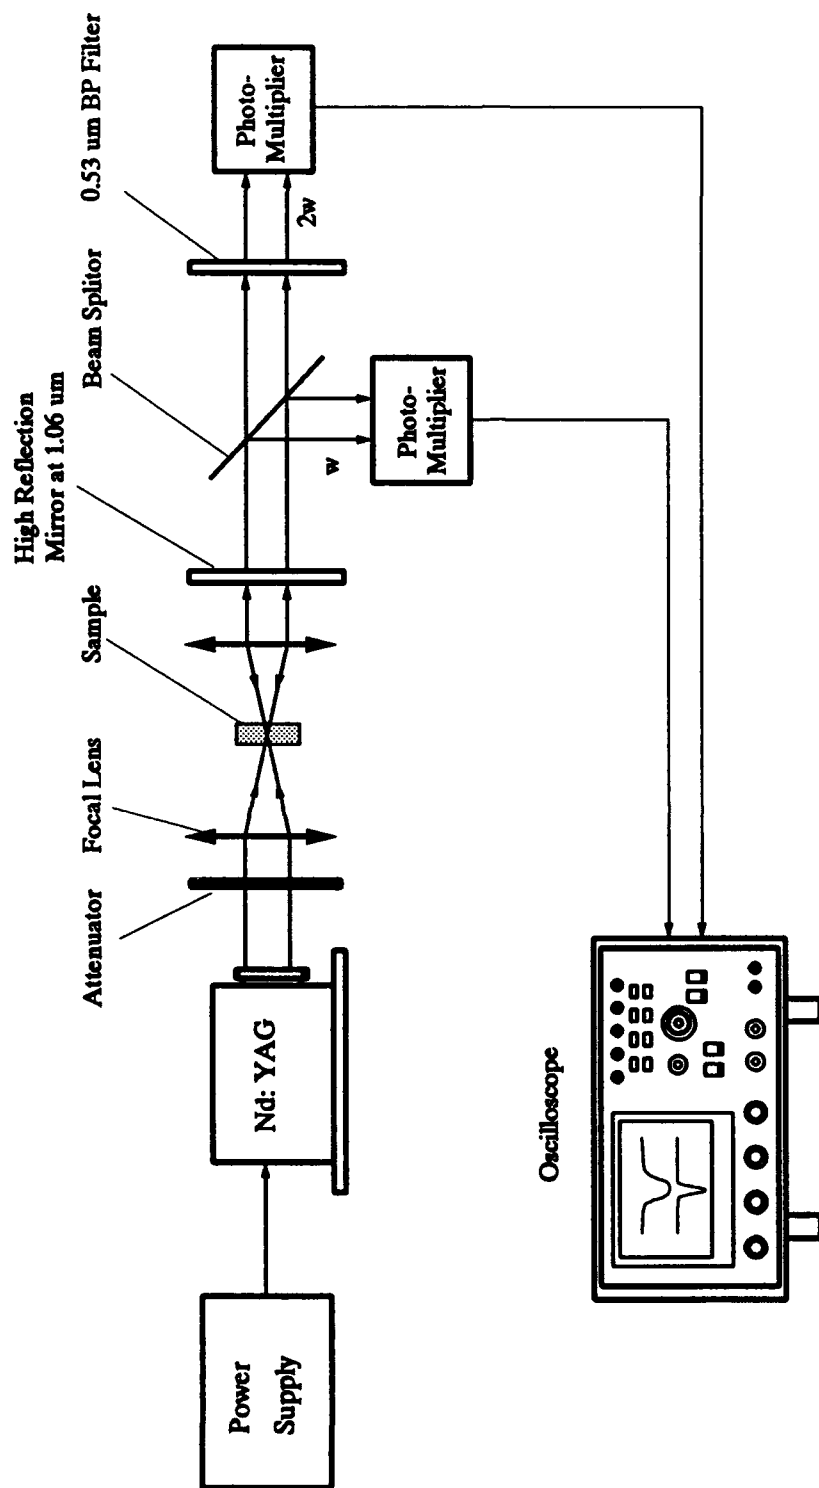 Power
Supply
Nd: YAG
Attenuator
Focal Lens
Sample
High Reflection
Mirror at 1.06 um
Beam Splitor
0.53 um BP Filter
Photo-
Multiplier
2w
w
Photo-
Multiplier
Oscilloscope